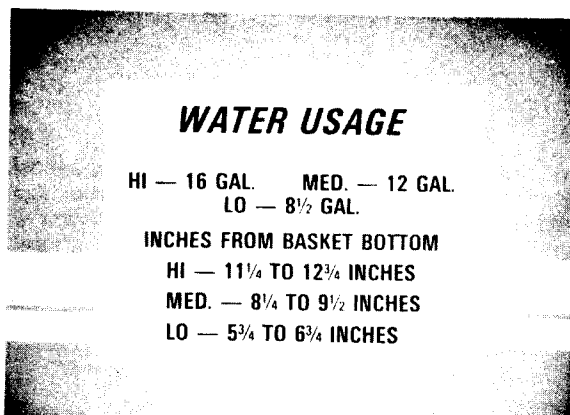 WATER USAGE
HI — 16 GAL. MED. — 12 GAL.
LO — 8½ GAL.
INCHES FROM BASKET BOTTOM
HI — 11¼ TO 12¾ INCHES
MED. — 8¼ TO 9½ INCHES
LO — 5¾ TO 6¾ INCHES